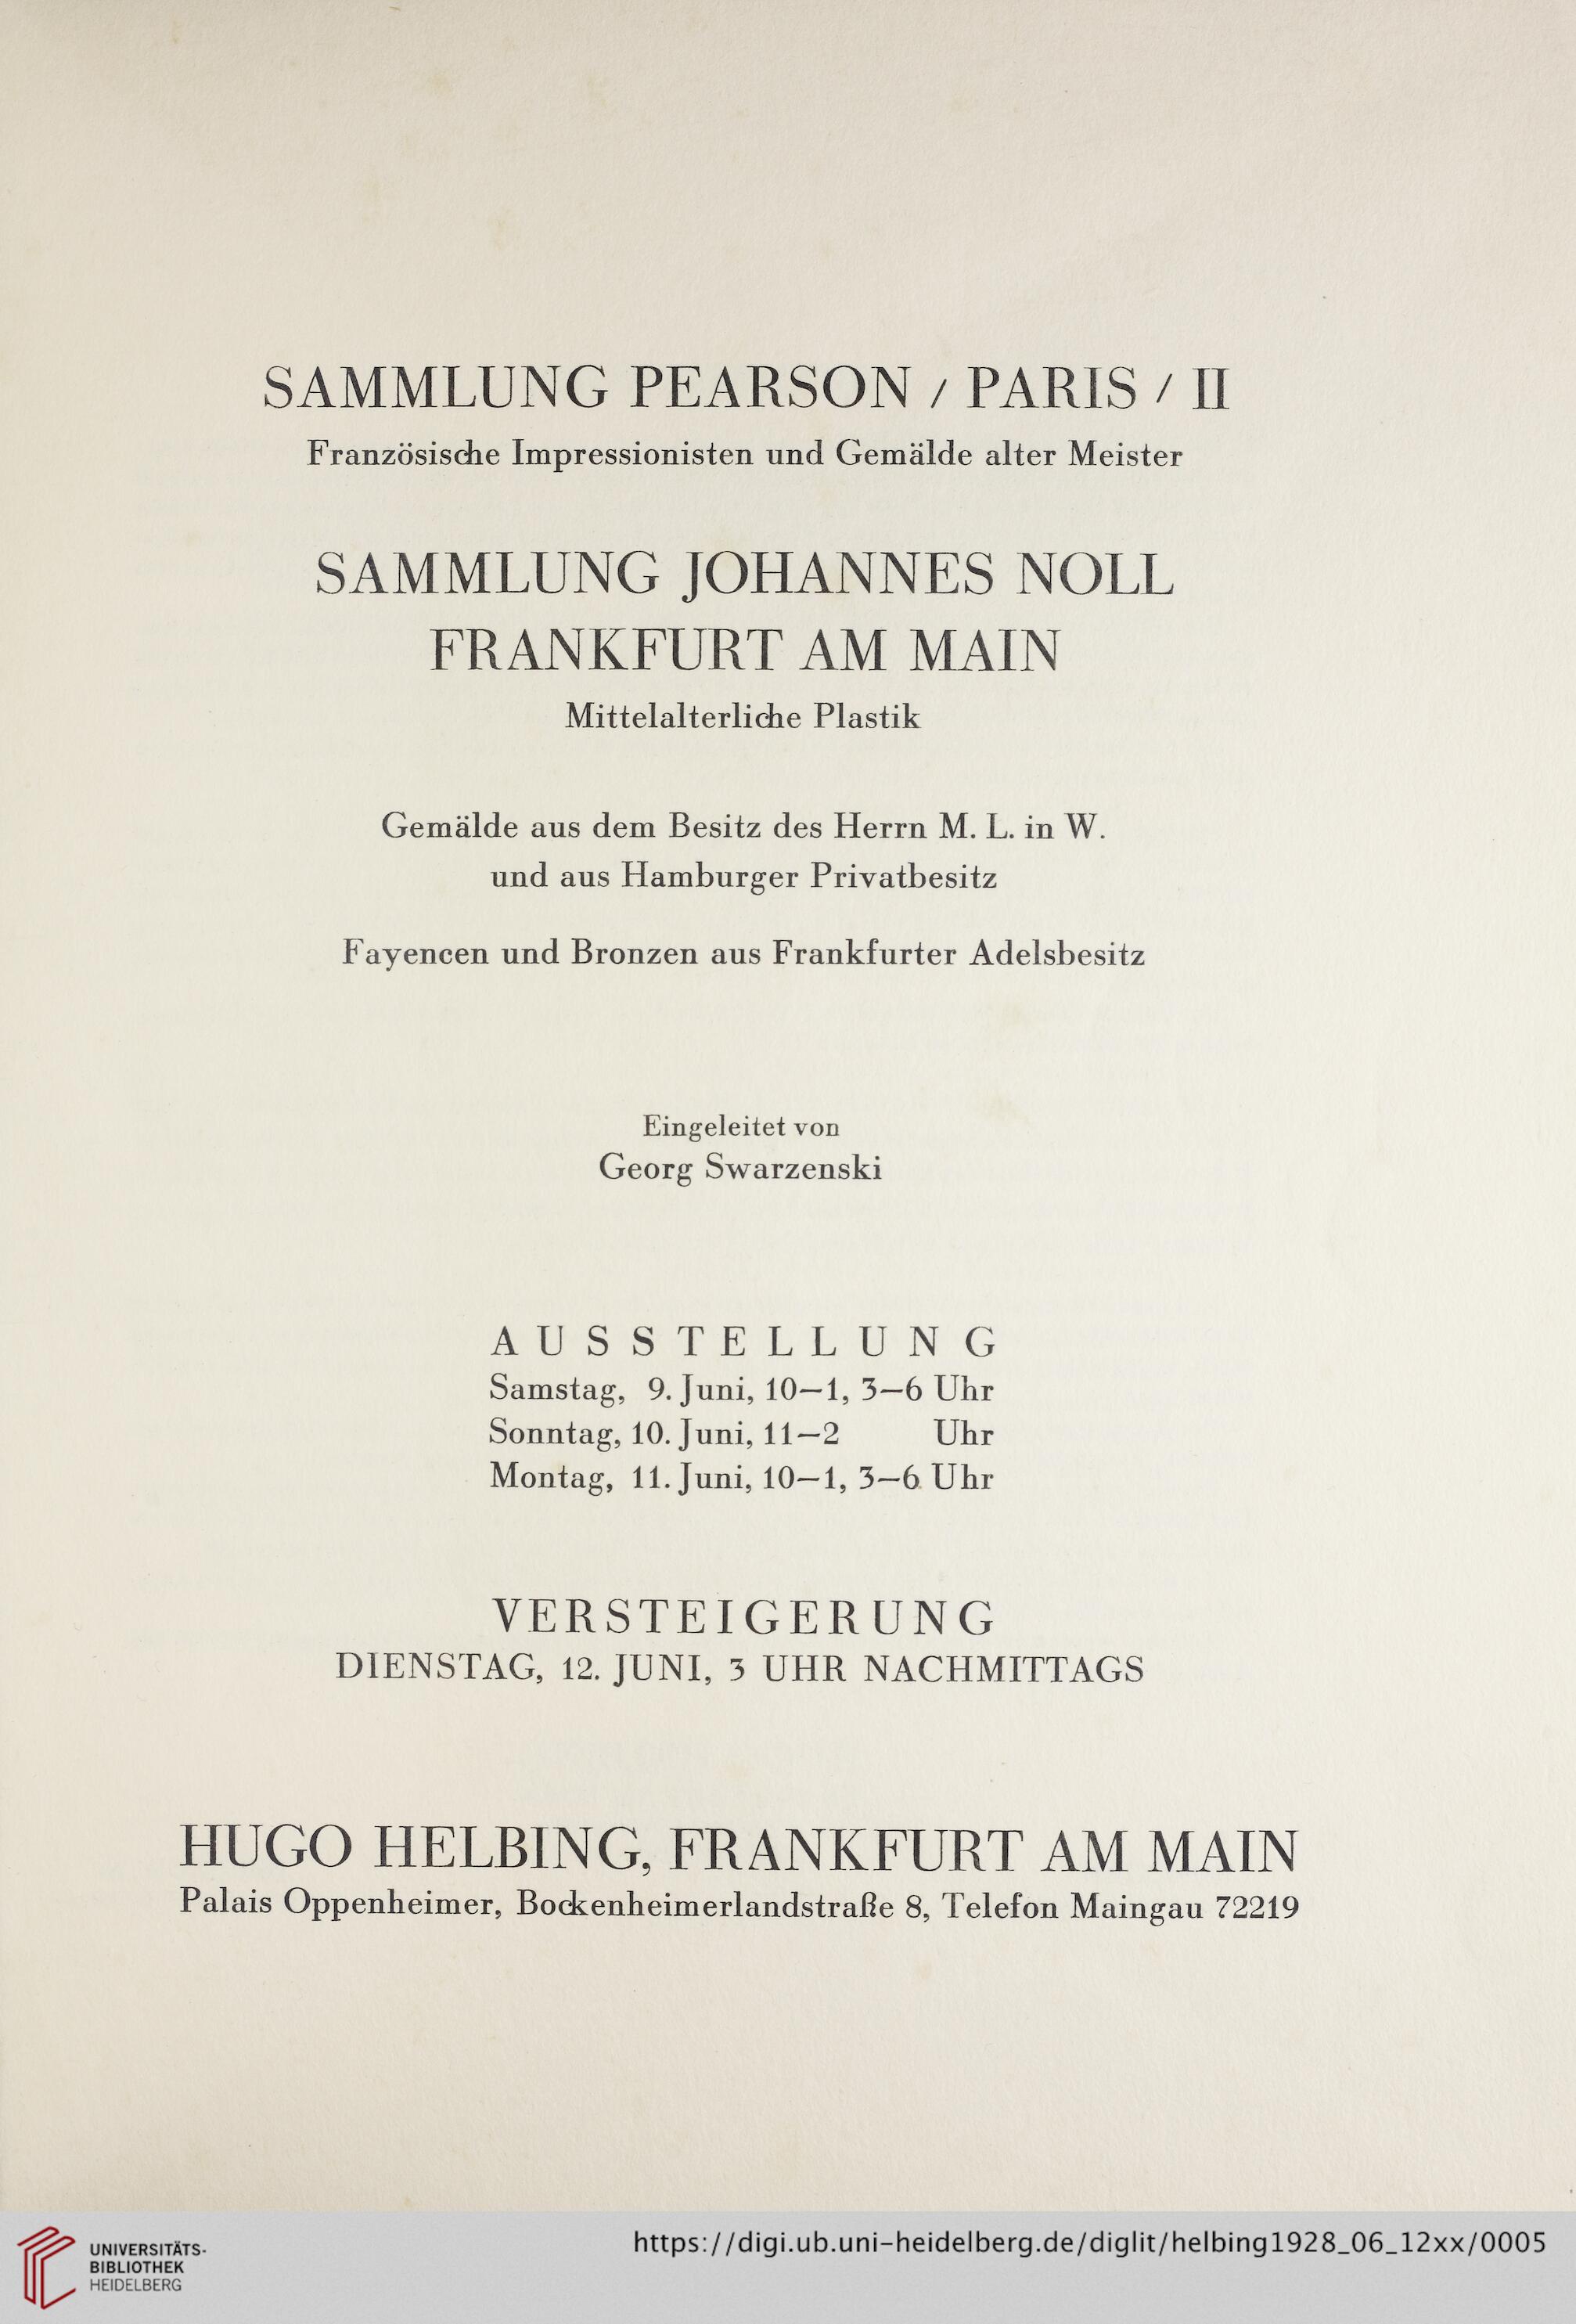 SAMMLUNG PEARSON / PARIS / II
Französische Impressionisten und Gemälde alter Meister
SAMMLUNG JOHANNES NOLL
FRANKFURT AM MAIN
Mittelalterliche Plastik
Gemälde aus dem Besitz des Herrn M. L. in W.
und aus Hamburger Privatbesitz
Fayencen und Bronzen aus Frankfurter Adelsbesitz
Eingeleitet von
Georg Swarzenski
AUSSTELLUNG
Samstag, 9. Juni, 10–1, 3–6 Uhr
Sonntag, 10. Juni, 11–2 Uhr
Montag, 11. Juni, 10–1, 3–6 Uhr
VERSTEIGERUNG
DIENSTAG, 12. JUNI, 3 UHR NACHMITTAGS
HUGO HELBING, FRANKFURT AM MAIN
Palais Oppenheimer, Bockenheimerlandstraße 8, Telefon Maingau 72219
UNIVERSITÄTS-
BIBLIOTHEK
HEIDELBERG
https://digi.ub.uni-heidelberg.de/diglit/helbing1928_06_12xx/0005